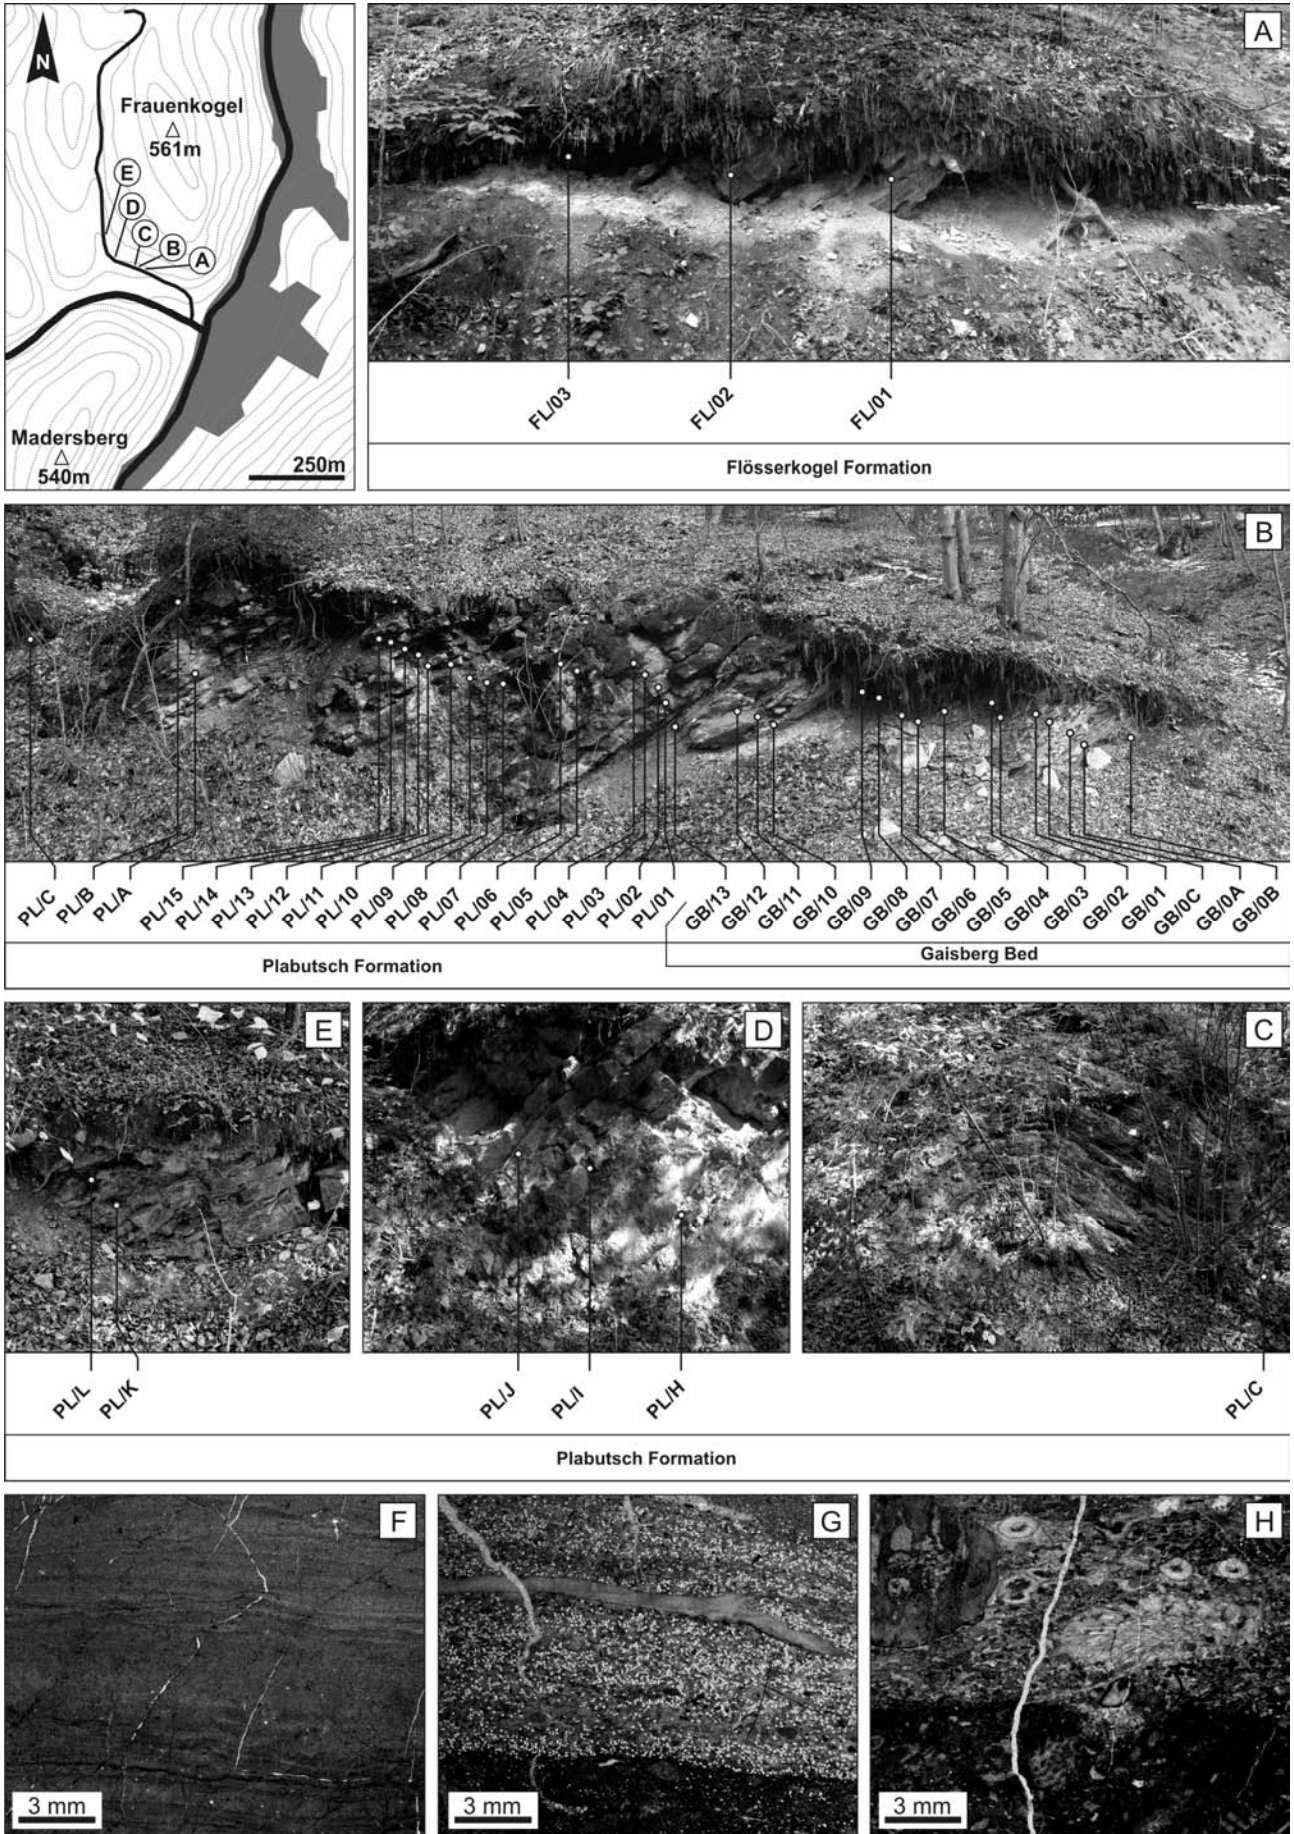 N
Frauenkogel
561m
E
D
C
B
A
Madersberg
540m
250m
A
FL/03
FL/02
FL/01
Flösserkogel Formation
B
PL/C
PL/B
PL/A
PL/15
PL/14
PL/13
PL/12
PL/11
PL/10
PL/09
PL/08
PL/07
PL/06
PL/05
PL/04
PL/03
PL/02
PL/01
GB/13
GB/12
GB/11
GB/10
GB/09
GB/08
GB/07
GB/06
GB/05
GB/04
GB/03
GB/02
GB/01
GB/0C
GB/0A
GB/0B
Plabutsch Formation
Gaisberg Bed
E
D
C
PL/L
PL/K
PL/J
PL/I
PL/H
PL/C
Plabutsch Formation
F
G
H
3 mm
3 mm
3 mm